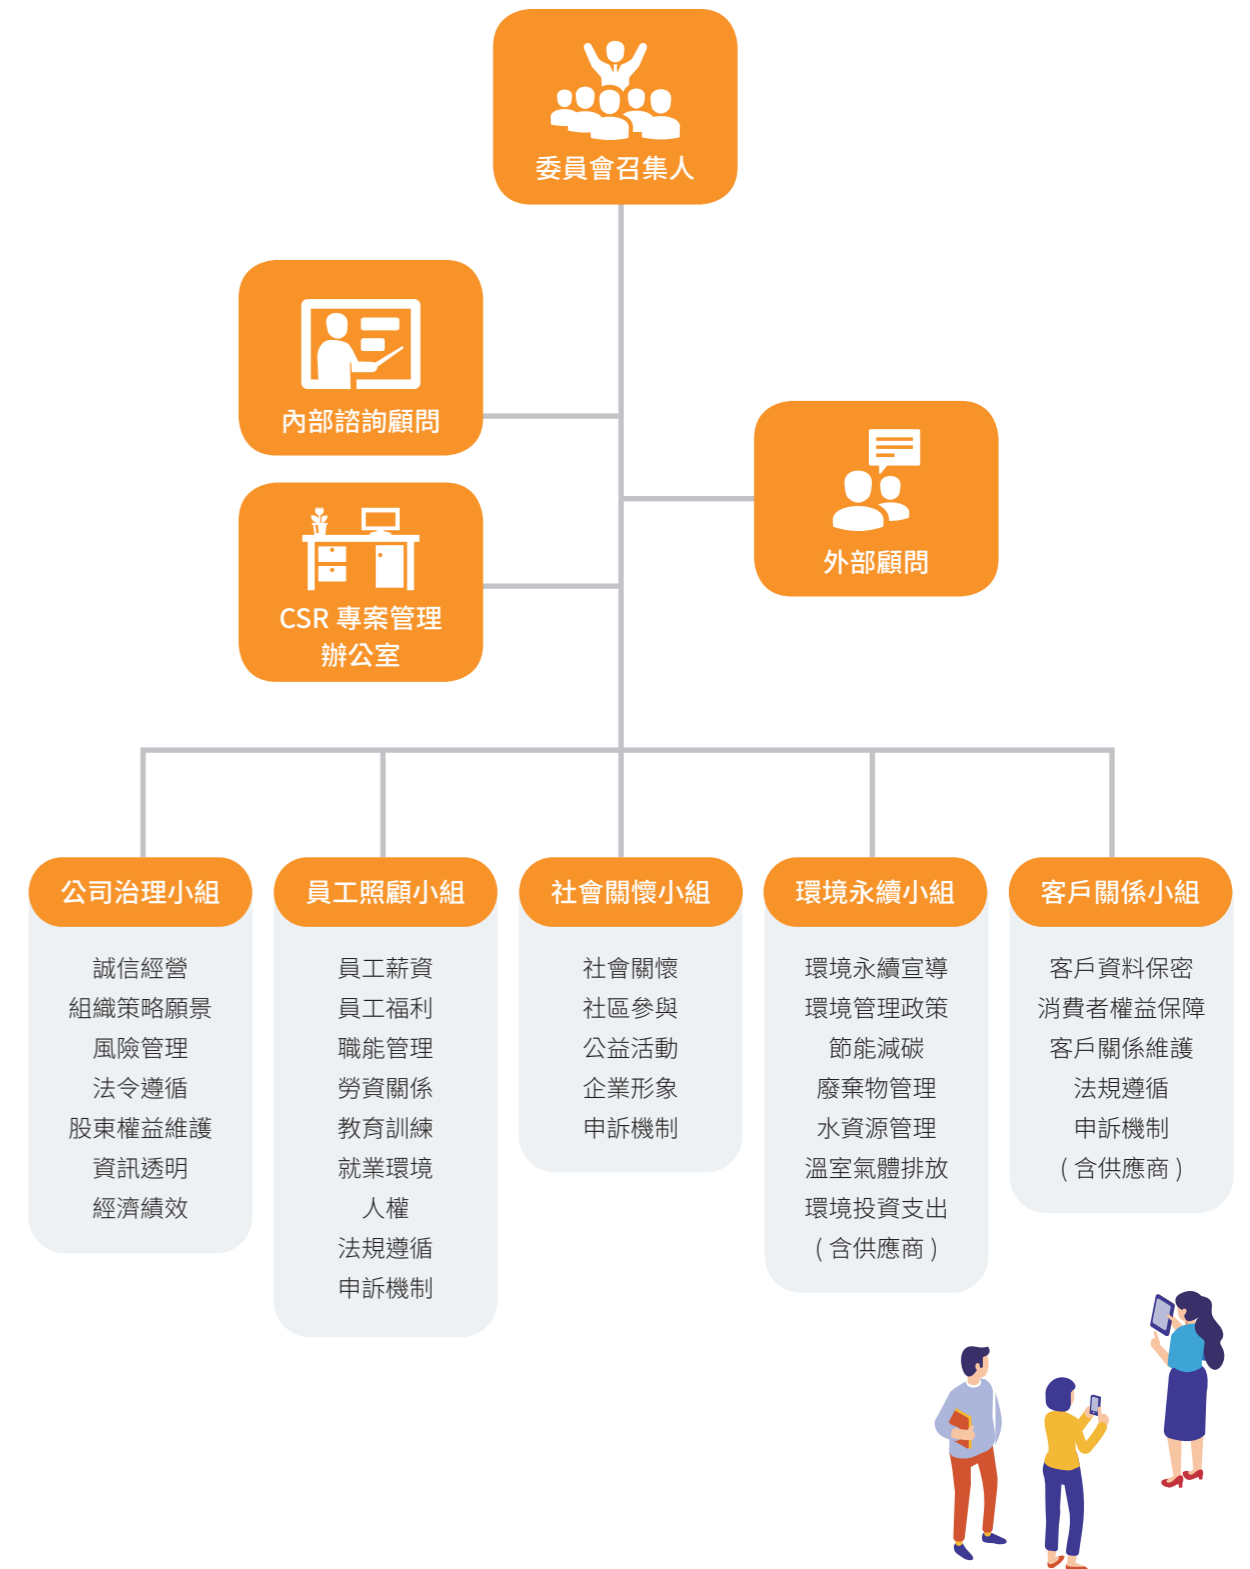 委員會召集人
內部諮詢顧問
外部顧問
CSR 專案管理
辦公室
公司治理小組
誠信經營
組織策略願景
風險管理
法令遵循
股東權益維護
資訊透明
經濟績效
員工照顧小組
員工薪資
員工福利
職能管理
勞資關係
教育訓練
就業環境
人權
法規遵循
申訴機制
社會關懷小組
社會關懷
社區參與
公益活動
企業形象
申訴機制
環境永續小組
環境永續宣導
環境管理政策
節能減碳
廢棄物管理
水資源管理
溫室氣體排放
環境投資支出
( 含供應商 )
客戶關係小組
客戶資料保密
消費者權益保障
客戶關係維護
法規遵循
申訴機制
( 含供應商 )